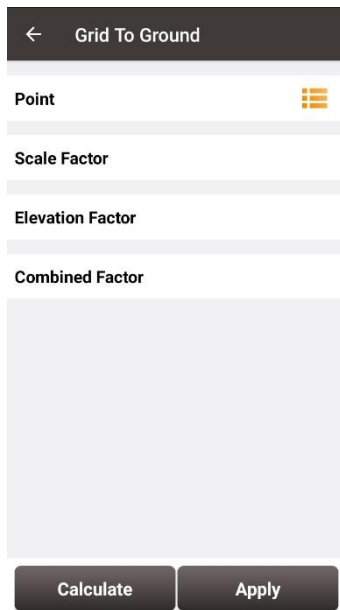 Grid To Ground
Point
Scale Factor
Elevation Factor
Combined Factor
Calculate Apply